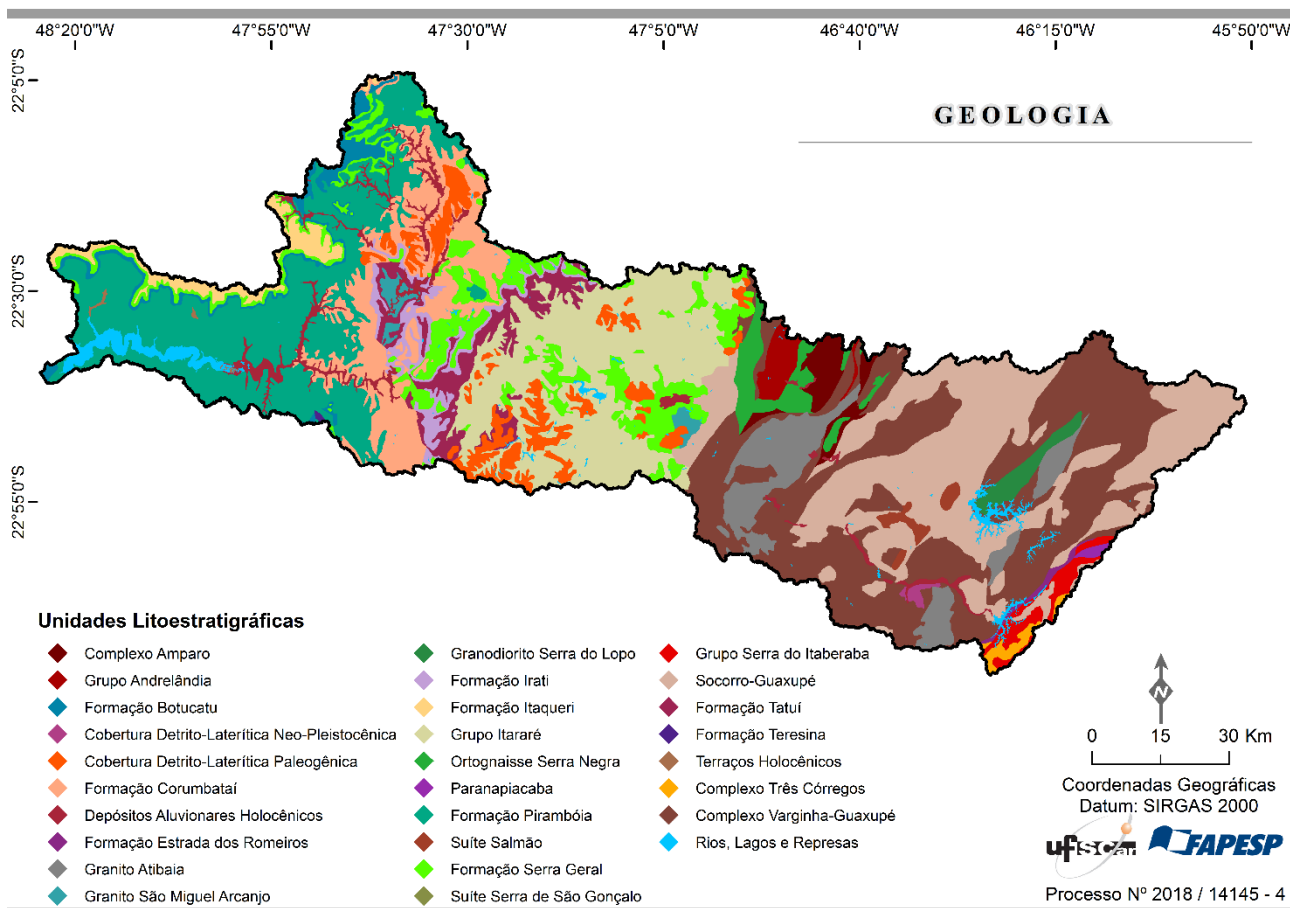 48°20'0"W 47°55'0"W 47°30'0"W 47°5'0"W 46°40'0"W 46°15'0"W 45°50'0"W
22°5'0"S
GEOLOGIA
22°30'0"S
22°55'0"S
Unidades Litoestratigráficas
Complexo Amparo
Grupo Andrelândia
Formação Botucatu
Cobertura Detrito-Laterítica Neo-Pleistocênica
Cobertura Detrito-Laterítica Paleogênica
Formação Corumbataí
Depósitos Aluvionares Holocênicos
Formação Estrada dos Romeiros
Granito Atibaia
Granito São Miguel Arcanjo
Granodiorito Serra do Lopo
Formação Irati
Formação Itaqueri
Grupo Itararé
Ortognaisse Serra Negra
Paranapiacaba
Formação Pirambóia
Suíte Salmão
Formação Serra Geral
Suíte Serra de São Gonçalo
Grupo Serra do Itaberaba
Socorro-Guaxupé
Formação Tatuí
Formação Teresina
Terraços Holocênicos
Complexo Três Córregos
Complexo Varginha-Guaxupé
Rios, Lagos e Represas
N
0 15 30 Km
Coordenadas Geográficas
Datum: SIRGAS 2000
ufscar FAPESP
Processo Nº 2018 / 14145 - 4